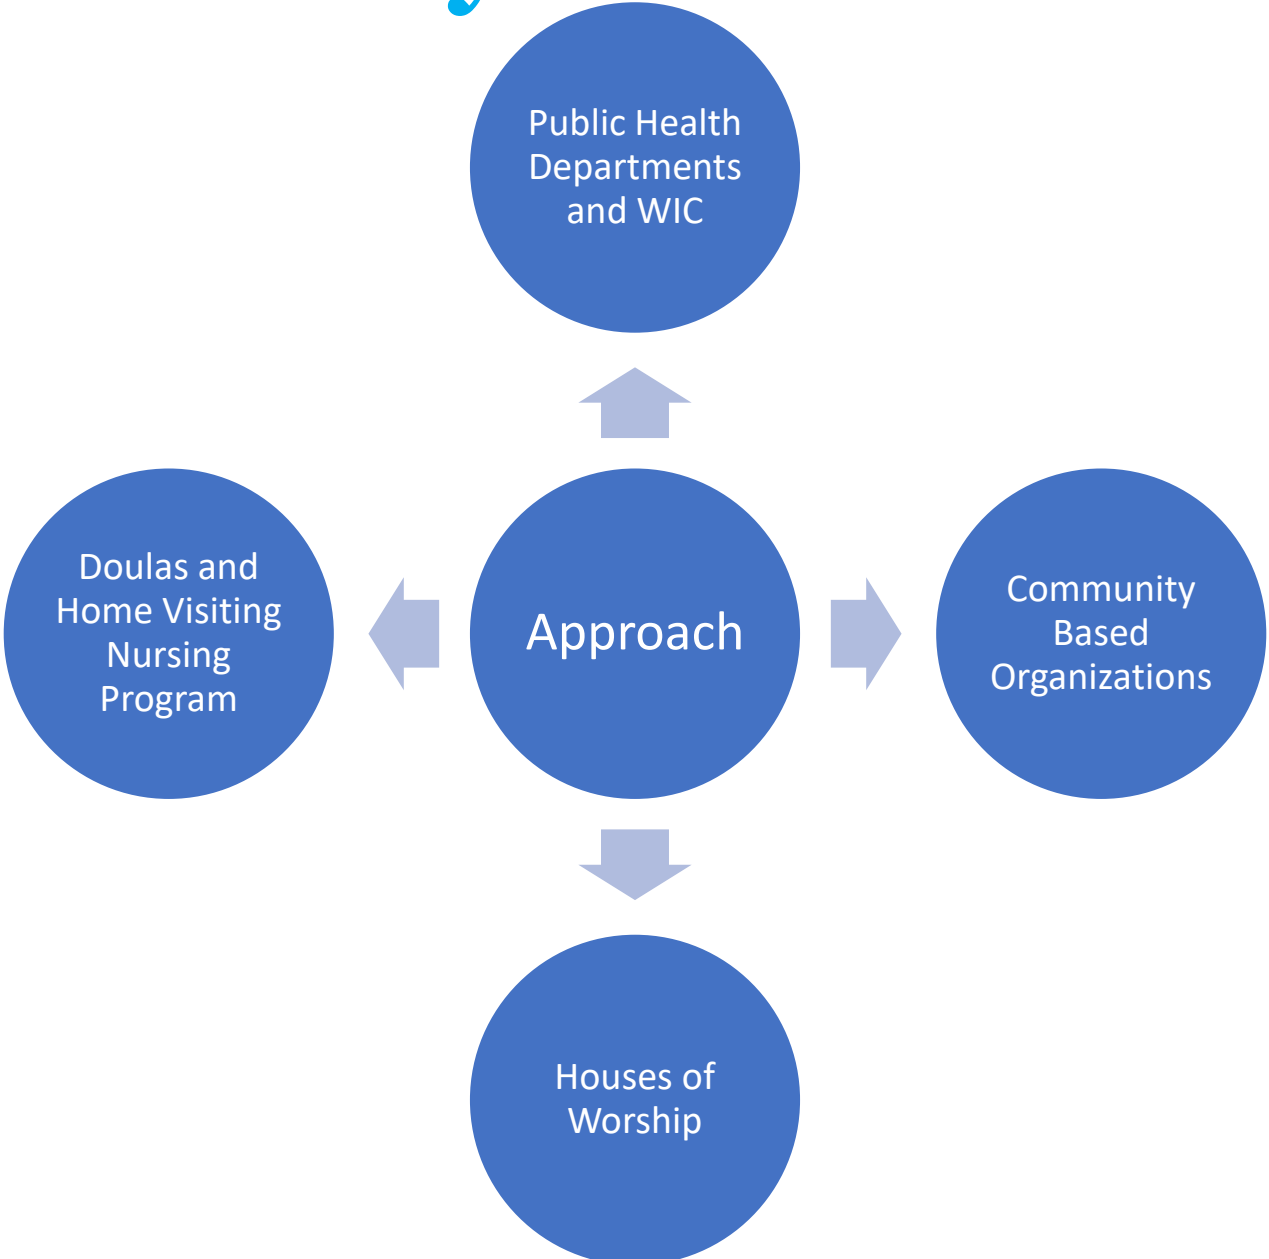 Public Health
Departments
and WIC
Doulas and
Home Visiting
Nursing
Program
Approach
Community
Based
Organizations
Houses of
Worship